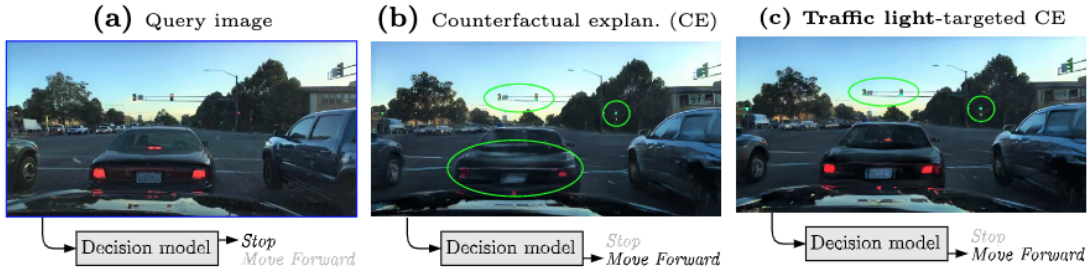 (a) Query image
(b) Counterfactual explan. (CE)
(c) Traffic light-targeted CE
Decision model
Stop
Move Forward
Decision model
Stop
Move Forward
Decision model
Stop
Move Forward